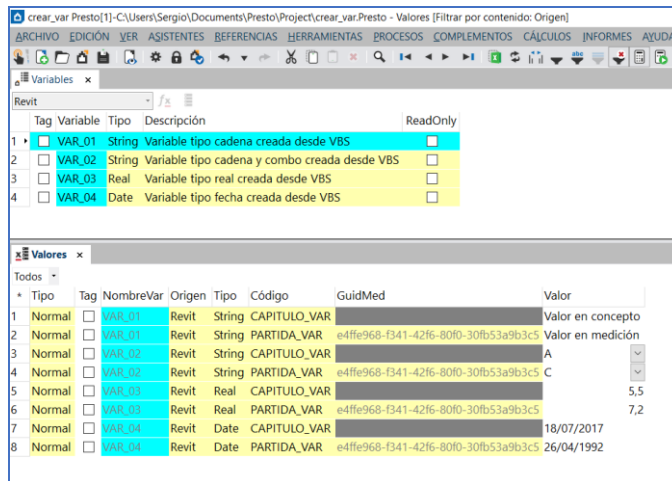 crear_var Presto[1]-C:\Users\Sergio\Documents\Presto\Project\crear_var.Presto - Valores [Filtrar por contenido: Origen]
ARCHIVO EDICIÓN VER ASISTENTES REFERENCIAS HERRAMIENTAS PROCESOS COMPLEMENTOS CÁLCULOS INFORMES AYUDA
Variables x
Revit
Tag Variable Tipo Descripción ReadOnly
1 VAR_01 String Variable tipo cadena creada desde VBS
2 VAR_02 String Variable tipo cadena y combo creada desde VBS
3 VAR_03 Real Variable tipo real creada desde VBS
4 VAR_04 Date Variable tipo fecha creada desde VBS
Valores x
Todos
* Tipo Tag NombreVar Origen Tipo Código GuidMed Valor
1 Normal VAR_01 Revit String CAPITULO_VAR Valor en concepto
2 Normal VAR_01 Revit String PARTIDA_VAR e4ffe968-f341-42f6-80f0-30fb53a9b3c5 Valor en medición
3 Normal VAR_02 Revit String CAPITULO_VAR A
4 Normal VAR_02 Revit String PARTIDA_VAR e4ffe968-f341-42f6-80f0-30fb53a9b3c5 C
5 Normal VAR_03 Revit Real CAPITULO_VAR 5,5
6 Normal VAR_03 Revit Real PARTIDA_VAR e4ffe968-f341-42f6-80f0-30fb53a9b3c5 7,2
7 Normal VAR_04 Revit Date CAPITULO_VAR 18/07/2017
8 Normal VAR_04 Revit Date PARTIDA_VAR e4ffe968-f341-42f6-80f0-30fb53a9b3c5 26/04/1992